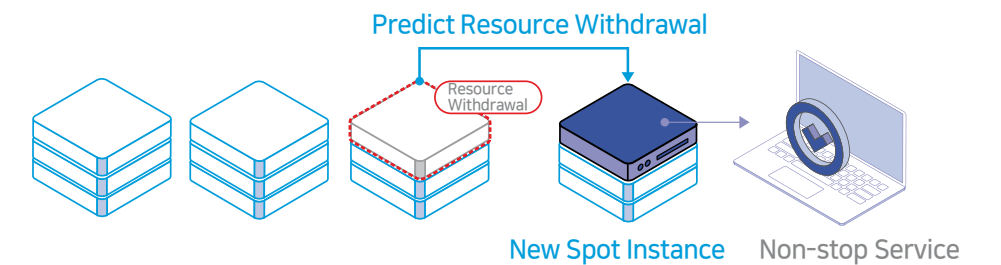 Predict Resource Withdrawal
Resource
Withdrawal
New Spot Instance
Non-stop Service